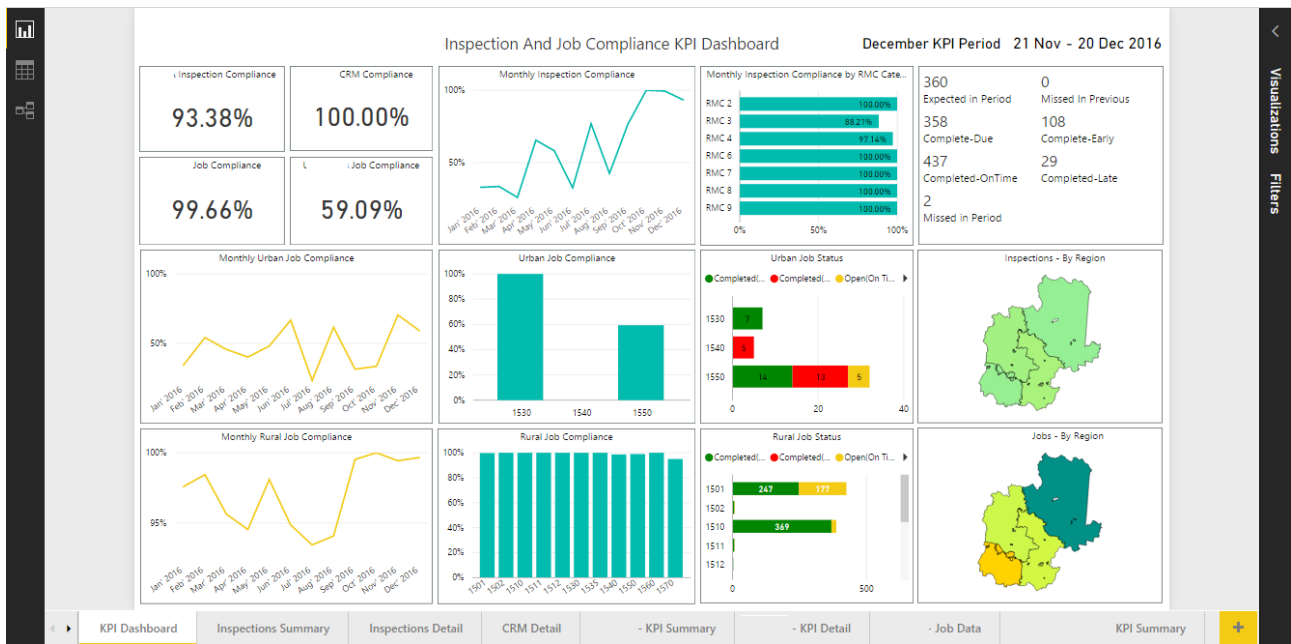 Inspection And Job Compliance KPI Dashboard
December KPI Period 21 Nov - 20 Dec 2016
Inspection Compliance
93.38%
CRM Compliance
100.00%
Job Compliance
99.66%
Job Compliance
59.09%
Monthly Inspection Compliance
100%
50%
Jan' 2016
Feb' 2016
Mar' 2016
Apr' 2016
May' 2016
Jun' 2016
Jul' 2016
Aug' 2016
Sep' 2016
Oct' 2016
Nov' 2016
Dec' 2016
Monthly Inspection Compliance by RMC Cate...
RMC 2 100.00%
RMC 3 88.21%
RMC 4 97.14%
RMC 6 100.00%
RMC 7 100.00%
RMC 8 100.00%
RMC 9 100.00%
0% 50% 100%
360 0
Expected in Period Missed In Previous
358 108
Complete-Due Complete-Early
437 29
Completed-OnTime Completed-Late
2
Missed in Period
Visualizations
Filters
Monthly Urban Job Compliance
100%
50%
Jan' 2016
Feb' 2016
Mar' 2016
Apr' 2016
May' 2016
Jun' 2016
Jul' 2016
Aug' 2016
Sep' 2016
Oct' 2016
Nov' 2016
Dec' 2016
Urban Job Compliance
100%
80%
60%
40%
20%
0%
1530 1540 1550
Urban Job Status
Completed(... Completed(... Open(On Ti...
1530 7
1540 5
1550 14 13 5
0 20 40
Inspections - By Region
Monthly Rural Job Compliance
100%
95%
Jan' 2016
Feb' 2016
Mar' 2016
Apr' 2016
May' 2016
Jun' 2016
Jul' 2016
Aug' 2016
Sep' 2016
Oct' 2016
Nov' 2016
Dec' 2016
Rural Job Compliance
100%
80%
60%
40%
20%
0%
1501 1502 1510 1511 1512 1530 1535 1540 1550 1560 1570
Rural Job Status
Completed(... Completed(... Open(On Ti...
1501 247 177
1502
1510 369
1511
1512
0 500
Jobs - By Region
KPI Dashboard Inspections Summary Inspections Detail CRM Detail - KPI Summary - KPI Detail - Job Data KPI Summary +